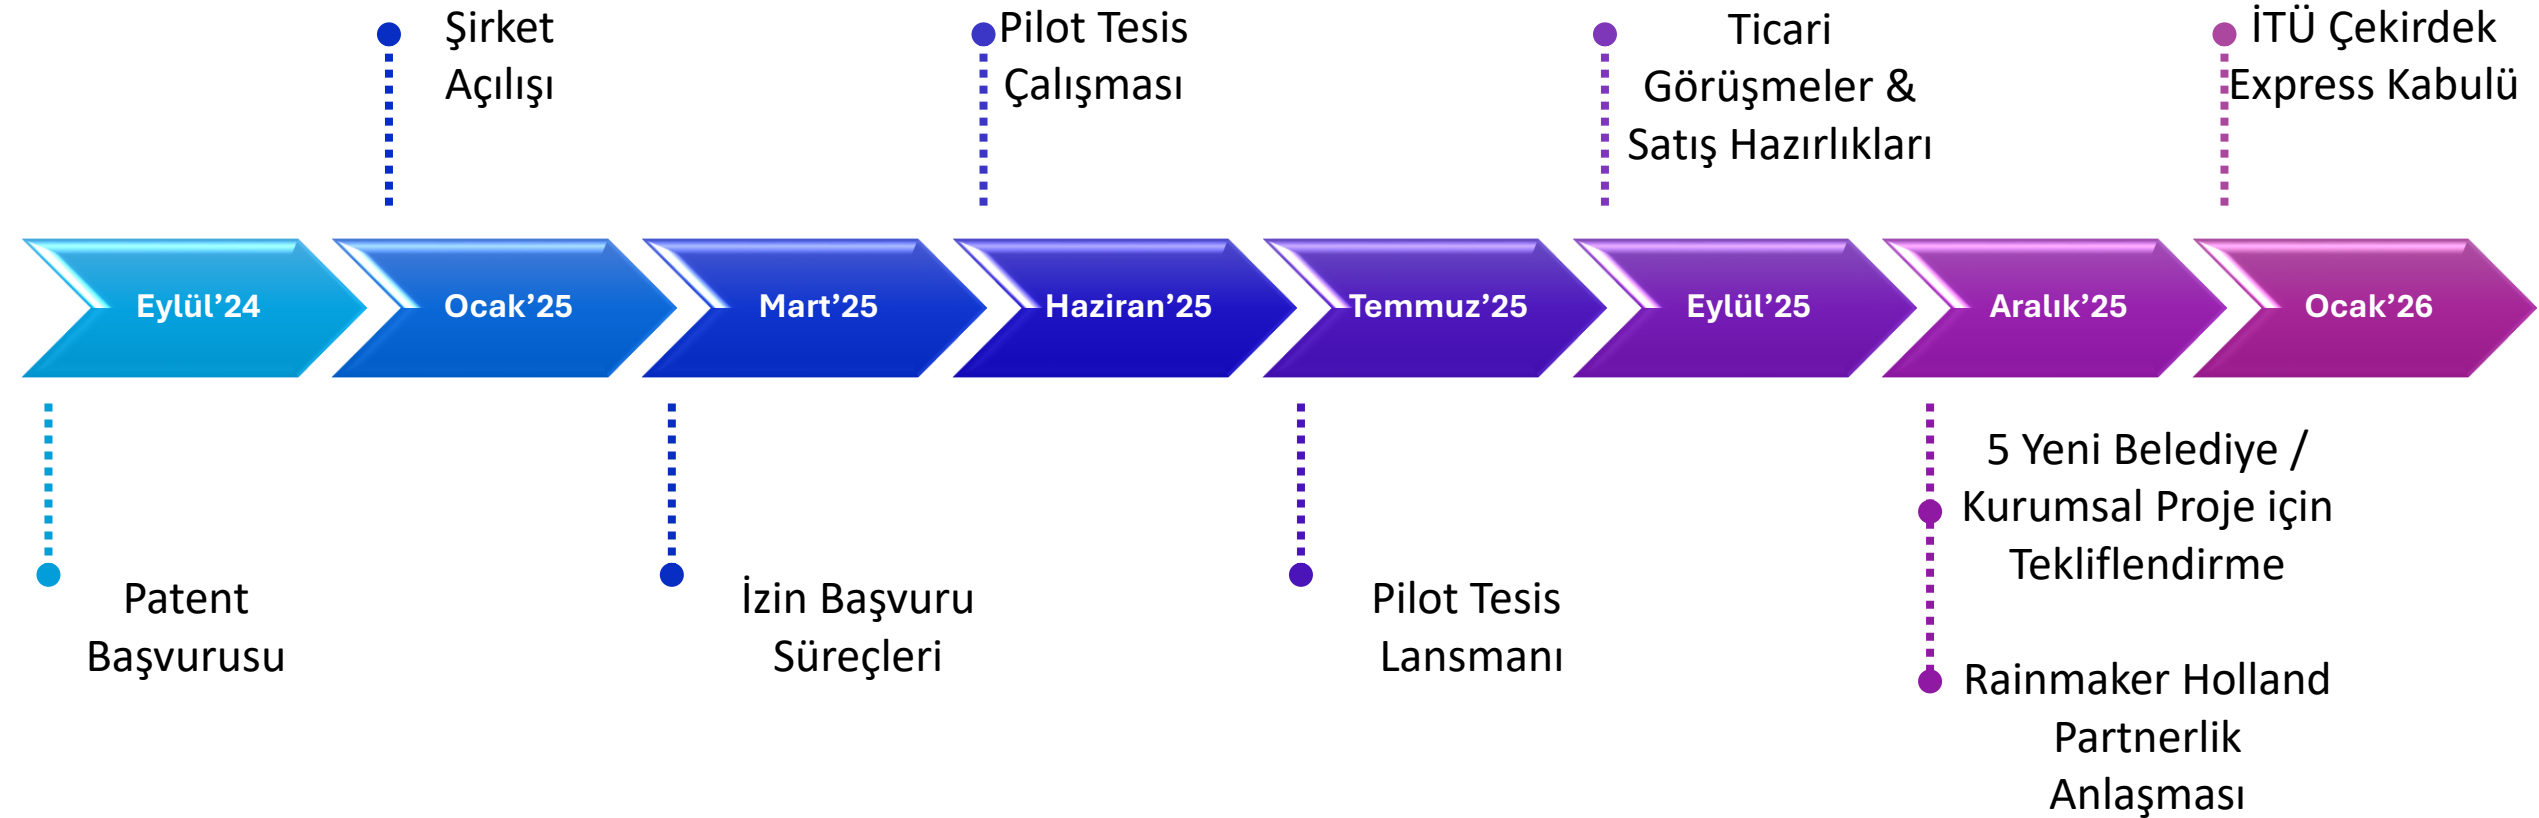 Şirket
Açılışı
Pilot Tesis
Çalışması
Ticari
Görüşmeler &
Satış Hazırlıkları
İTÜ Çekirdek
Express Kabulü
Eylül’24
Ocak’25
Mart’25
Haziran’25
Temmuz’25
Eylül’25
Aralık’25
Ocak’26
Patent
Başvurusu
İzin Başvuru
Süreçleri
Pilot Tesis
Lansmanı
5 Yeni Belediye /
Kurumsal Proje için
Tekliflendirme
Rainmaker Holland
Partnerlik
Anlaşması